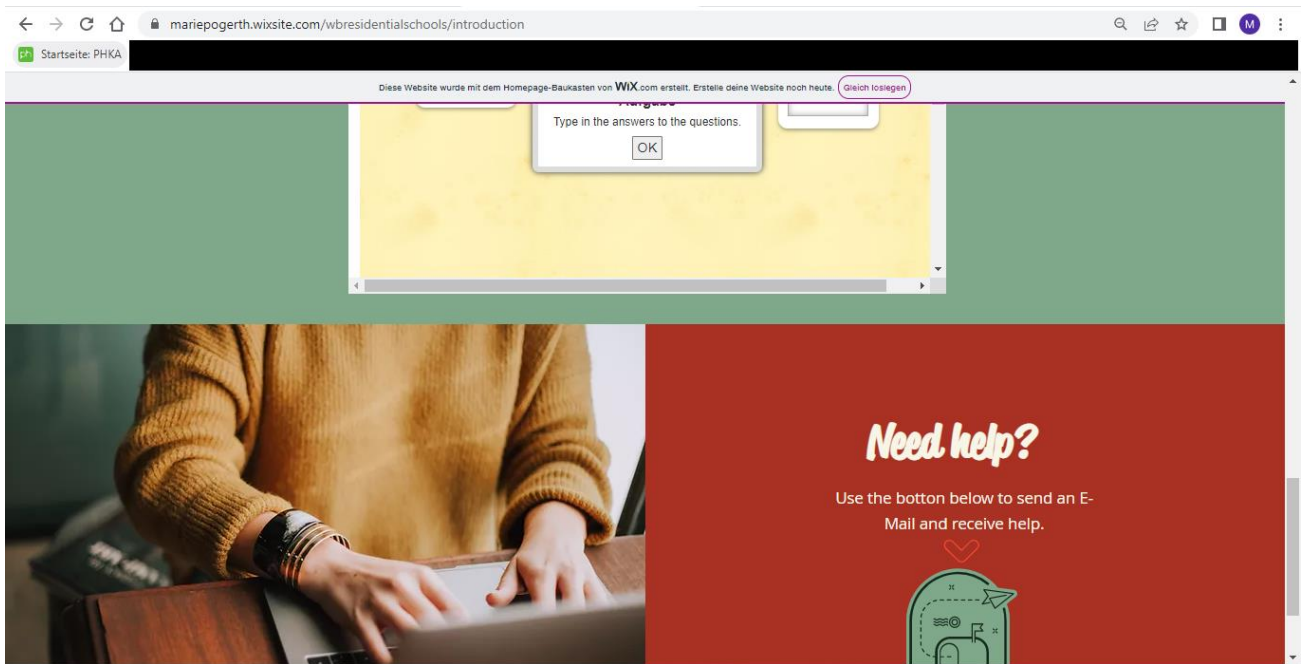 mariepogerth.wixsite.com/wbresidentialschools/introduction
M
ph Startseite: PHKA
Diese Website wurde mit dem Homepage-Baukasten von WiX.com erstellt. Erstelle deine Website noch heute. Gleich loslegen
Aufgabe
Type in the answers to the questions.
OK
Need help?
Use the botton below to send an E-
Mail and receive help.